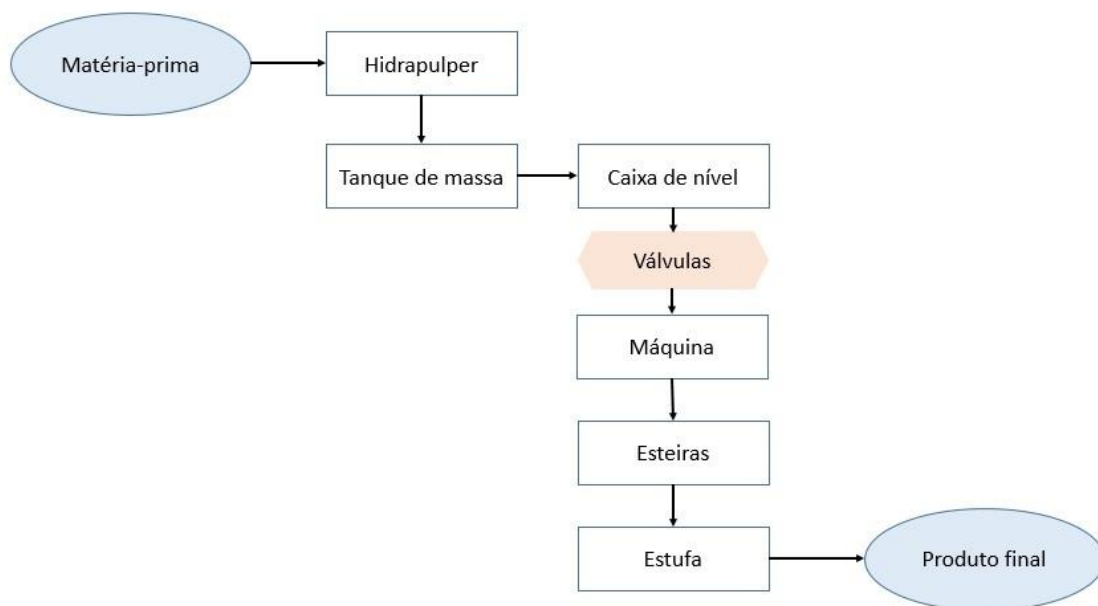 Matéria-prima
Hidrapulper
Tanque de massa
Caixa de nível
Válvulas
Máquina
Esteiras
Estufa
Produto final